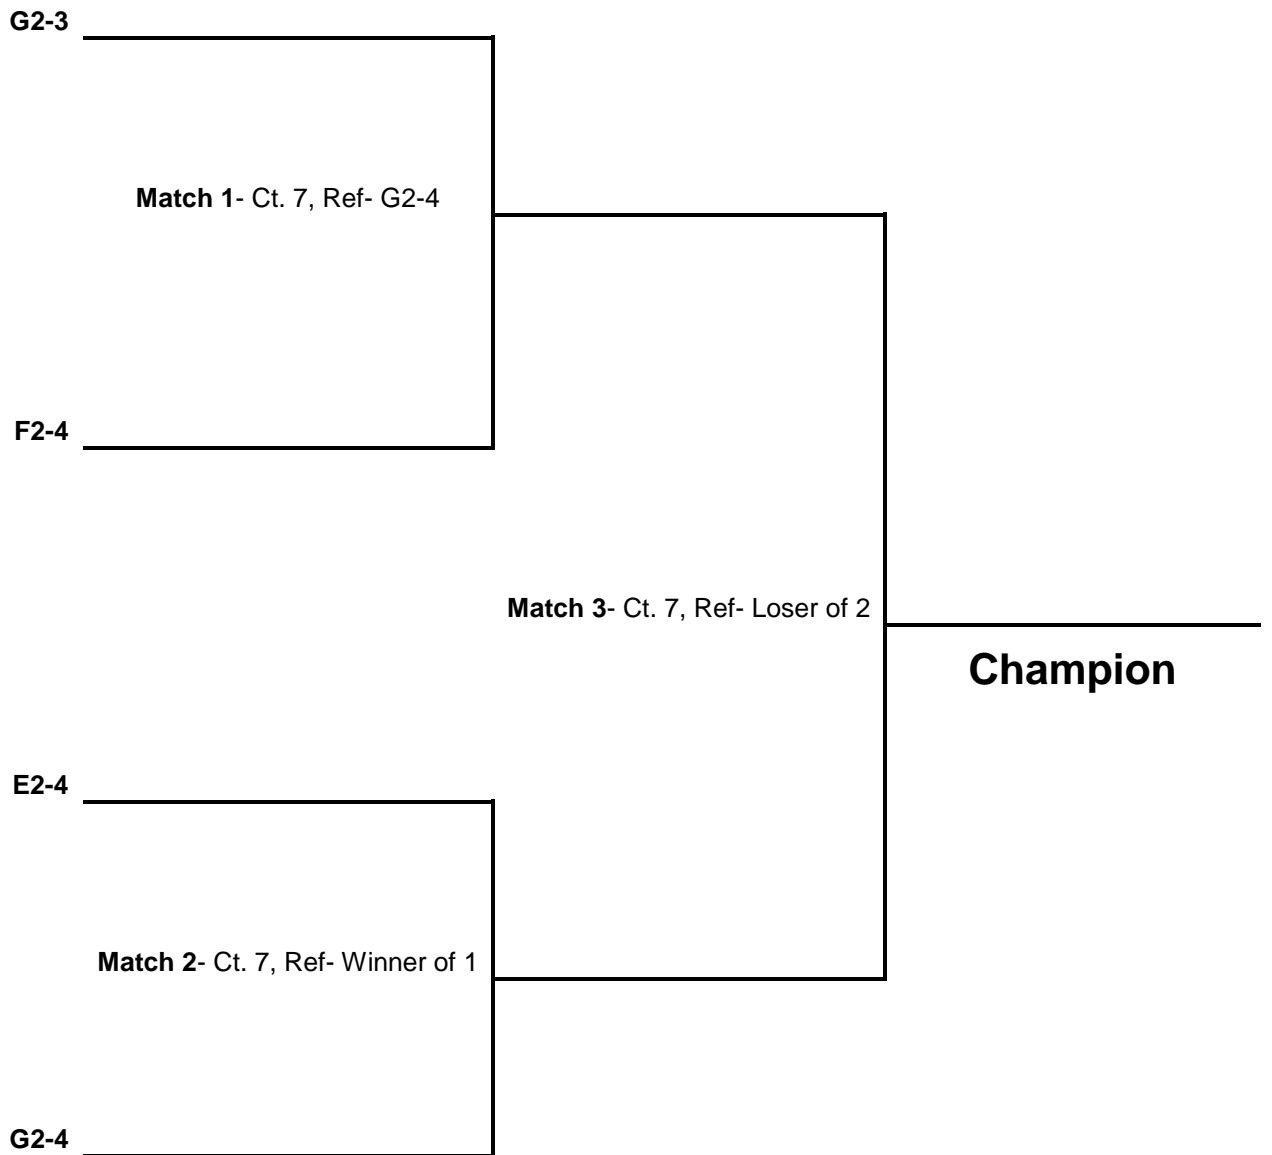 G2-3
Match 1- Ct. 7, Ref- G2-4
F2-4
Match 3- Ct. 7, Ref- Loser of 2
Champion
E2-4
Match 2- Ct. 7, Ref- Winner of 1
G2-4